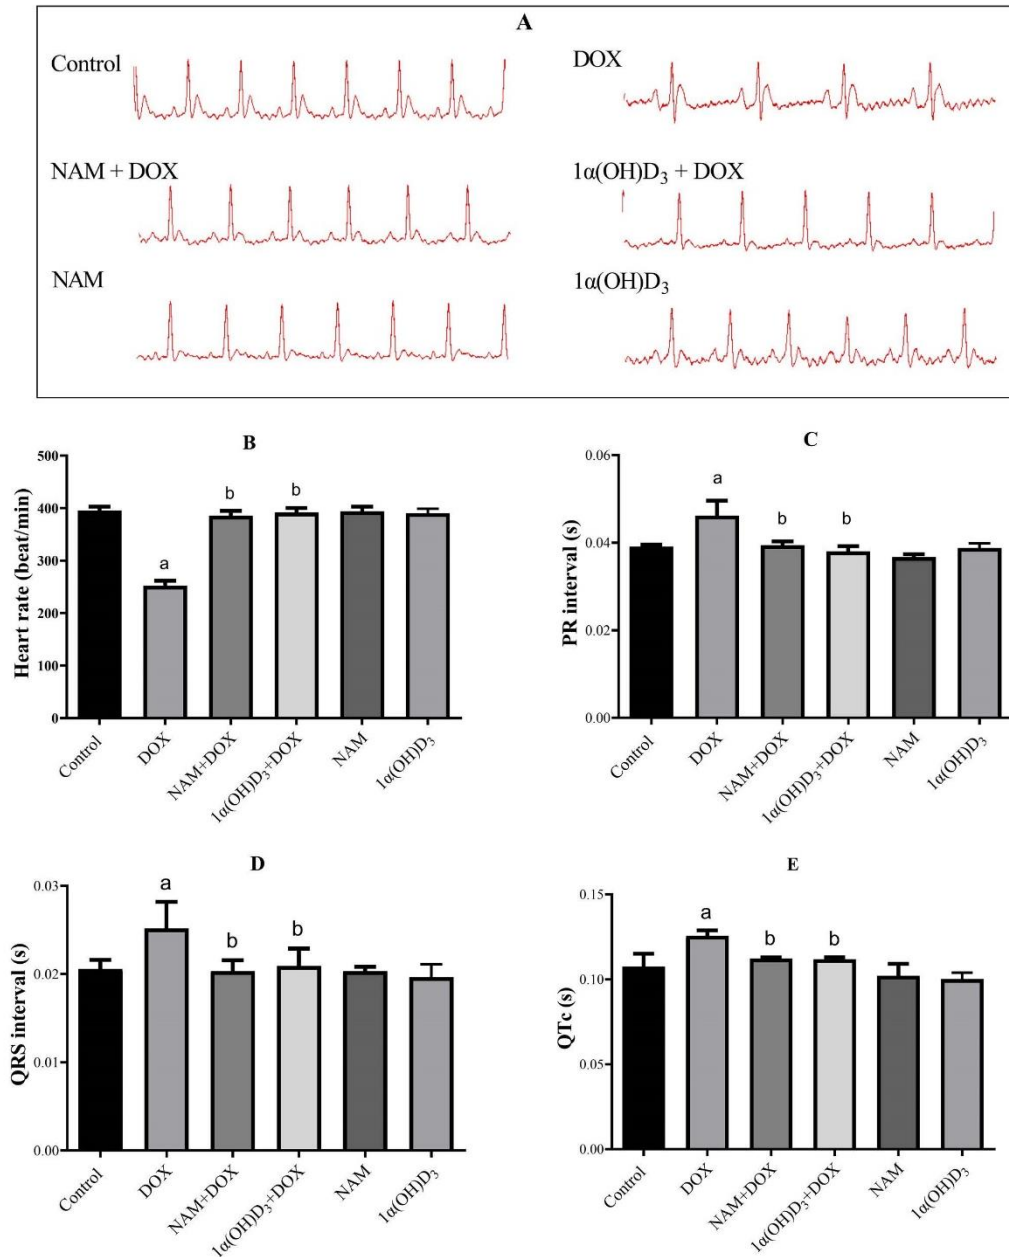 A
Control
DOX
NAM + DOX
1α(OH)D₃ + DOX
NAM
1α(OH)D₃
B
Heart rate (beat/min)
500
400
300
200
100
0
a
b
b
Control
DOX
NAM+DOX
1α(OH)D₃+DOX
NAM
1α(OH)D₃
C
PR interval (s)
0.06
0.04
0.02
0.00
a
b
b
Control
DOX
NAM+DOX
1α(OH)D₃+DOX
NAM
1α(OH)D₃
D
QRS interval (s)
0.03
0.02
0.01
0.00
a
b
b
Control
DOX
NAM+DOX
1α(OH)D₃+DOX
NAM
1α(OH)D₃
E
QTc (s)
0.15
0.10
0.05
0.00
a
b
b
Control
DOX
NAM+DOX
1α(OH)D₃+DOX
NAM
1α(OH)D₃